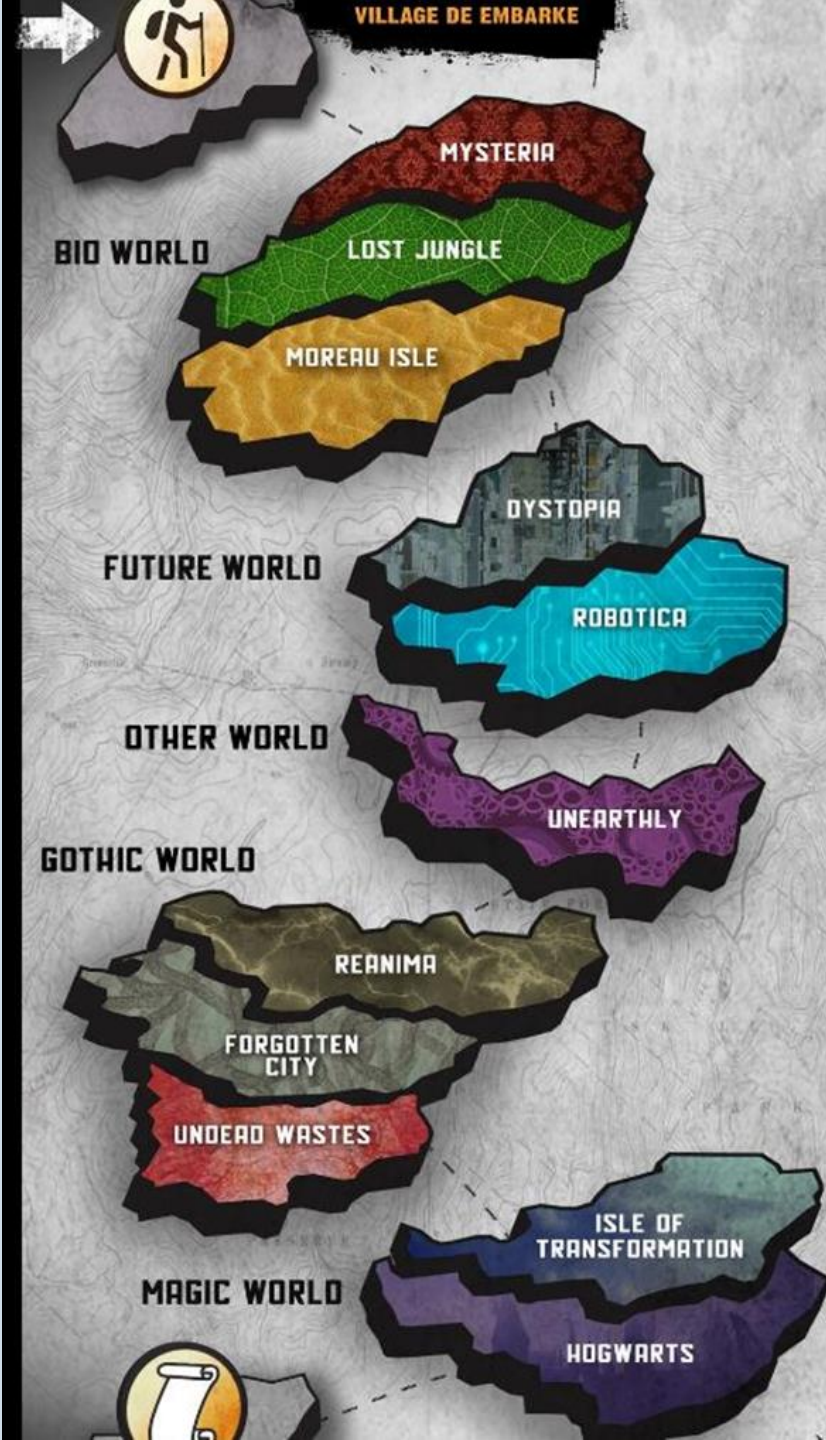 VILLAGE DE EMBARKE
MYSTERIA
BIO WORLD
LOST JUNGLE
MOREAU ISLE
DYSTOPIA
FUTURE WORLD
ROBOTICA
OTHER WORLD
UNEARTHLY
GOTHIC WORLD
REANIMA
FORGOTTEN
CITY
UNDEAD WASTES
ISLE OF
TRANSFORMATION
MAGIC WORLD
HOGWARTS